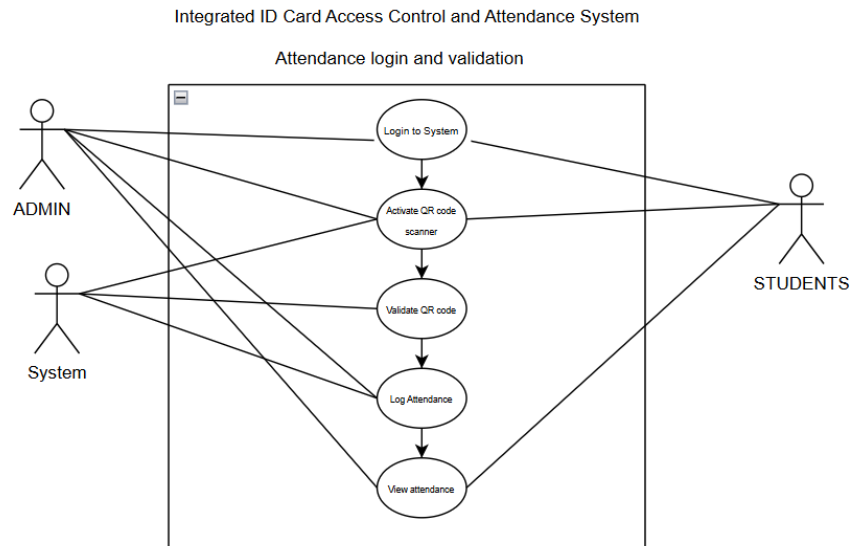 Integrated ID Card Access Control and Attendance System
Attendance login and validation
Login to System
ADMIN
Activate QR code
scanner
STUDENTS
Validate QR code
System
Log Attendance
View attendance